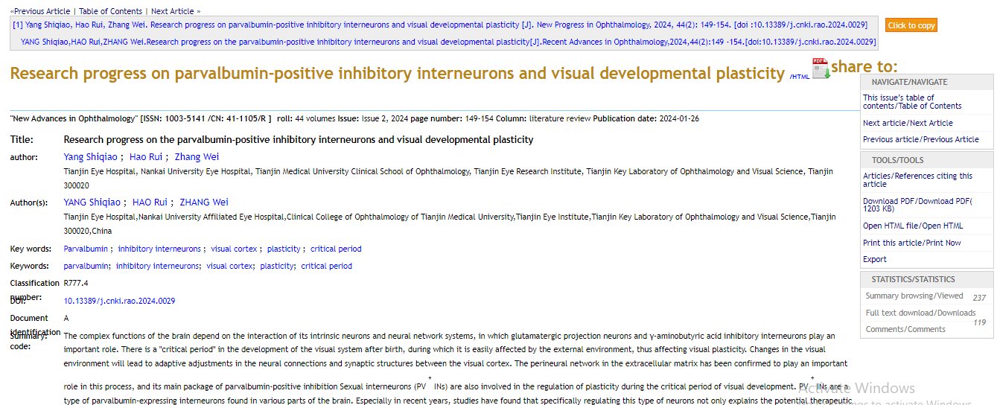 «Previous Article | Table of Contents | Next Article »
[1] Yang Shiqiao, Hao Rui, Zhang Wei. Research progress on parvalbumin-positive inhibitory interneurons and visual developmental plasticity [J]. New Progress in Ophthalmology, 2024, 44(2): 149-154. [doi :10.13389/j.cnki.rao.2024.0029]
Click to copy
YANG Shiqiao,HAO Rui,ZHANG Wei.Research progress on the parvalbumin-positive inhibitory interneurons and visual developmental plasticity[J].Recent Advances in Ophthalmology,2024,44(2):149 -154.[doi:10.13389/j.cnki.rao.2024.0029]
Research progress on parvalbumin-positive inhibitory interneurons and visual developmental plasticity /HTML PDF share to:
"New Advances in Ophthalmology" [ISSN: 1003-5141 /CN: 41-1105/R ] roll: 44 volumes Issue: Issue 2, 2024 page number: 149-154 Column: literature review Publication date: 2024-01-26
Title: Research progress on the parvalbumin-positive inhibitory interneurons and visual developmental plasticity
author: Yang Shiqiao ; Hao Rui ; Zhang Wei
Tianjin Eye Hospital, Nankai University Eye Hospital, Tianjin Medical University Clinical School of Ophthalmology, Tianjin Eye Research Institute, Tianjin Key Laboratory of Ophthalmology and Visual Science, Tianjin
300020
Author(s): YANG Shiqiao ; HAO Rui ; ZHANG Wei
Tianjin Eye Hospital,Nankai University Affiliated Eye Hospital,Clinical College of Ophthalmology of Tianjin Medical University,Tianjin Eye Institute,Tianjin Key Laboratory of Ophthalmology and Visual Science,Tianjin
300020,China
Key words: Parvalbumin ; inhibitory interneurons ; visual cortex ; plasticity ; critical period
Keywords: parvalbumin; inhibitory interneurons; visual cortex; plasticity; critical period
Classification R777.4
number:
DOI: 10.13389/j.cnki.rao.2024.0029
Document A
identification
code:
Summary: The complex functions of the brain depend on the interaction of its intrinsic neurons and neural network systems, in which glutamatergic projection neurons and γ-aminobutyric acid inhibitory interneurons play an
important role. There is a "critical period" in the development of the visual system after birth, during which it is easily affected by the external environment, thus affecting visual plasticity. Changes in the visual
environment will lead to adaptive adjustments in the neural connections and synaptic structures between the visual cortex. The perineural network in the extracellular matrix has been confirmed to play an important
role in this process, and its main package of parvalbumin-positive inhibition Sexual interneurons (PV + INs) are also involved in the regulation of plasticity during the critical period of visual development. PV + INs are a
type of parvalbumin-expressing interneurons found in various parts of the brain. Especially in recent years, studies have found that specifically regulating this type of neurons not only explains the potential therapeutic
NAVIGATE/NAVIGATE
This issue's table of
contents/Table of Contents
Next article/Next Article
Previous article/Previous Article
TOOLS/TOOLS
Articles/References citing this
article
Download PDF/Download PDF(
1203 KB)
Open HTML file/Open HTML
Print this article/Print Now
Export
STATISTICS/STATISTICS
Summary browsing/Viewed 237
Full text download/Downloads
119
Comments/Comments
Activate Windows